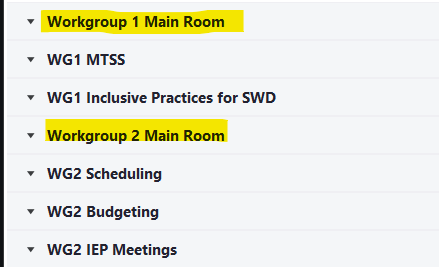 Workgroup 1 Main Room
WG1 MTSS
WG1 Inclusive Practices for SWD
Workgroup 2 Main Room
WG2 Scheduling
WG2 Budgeting
WG2 IEP Meetings